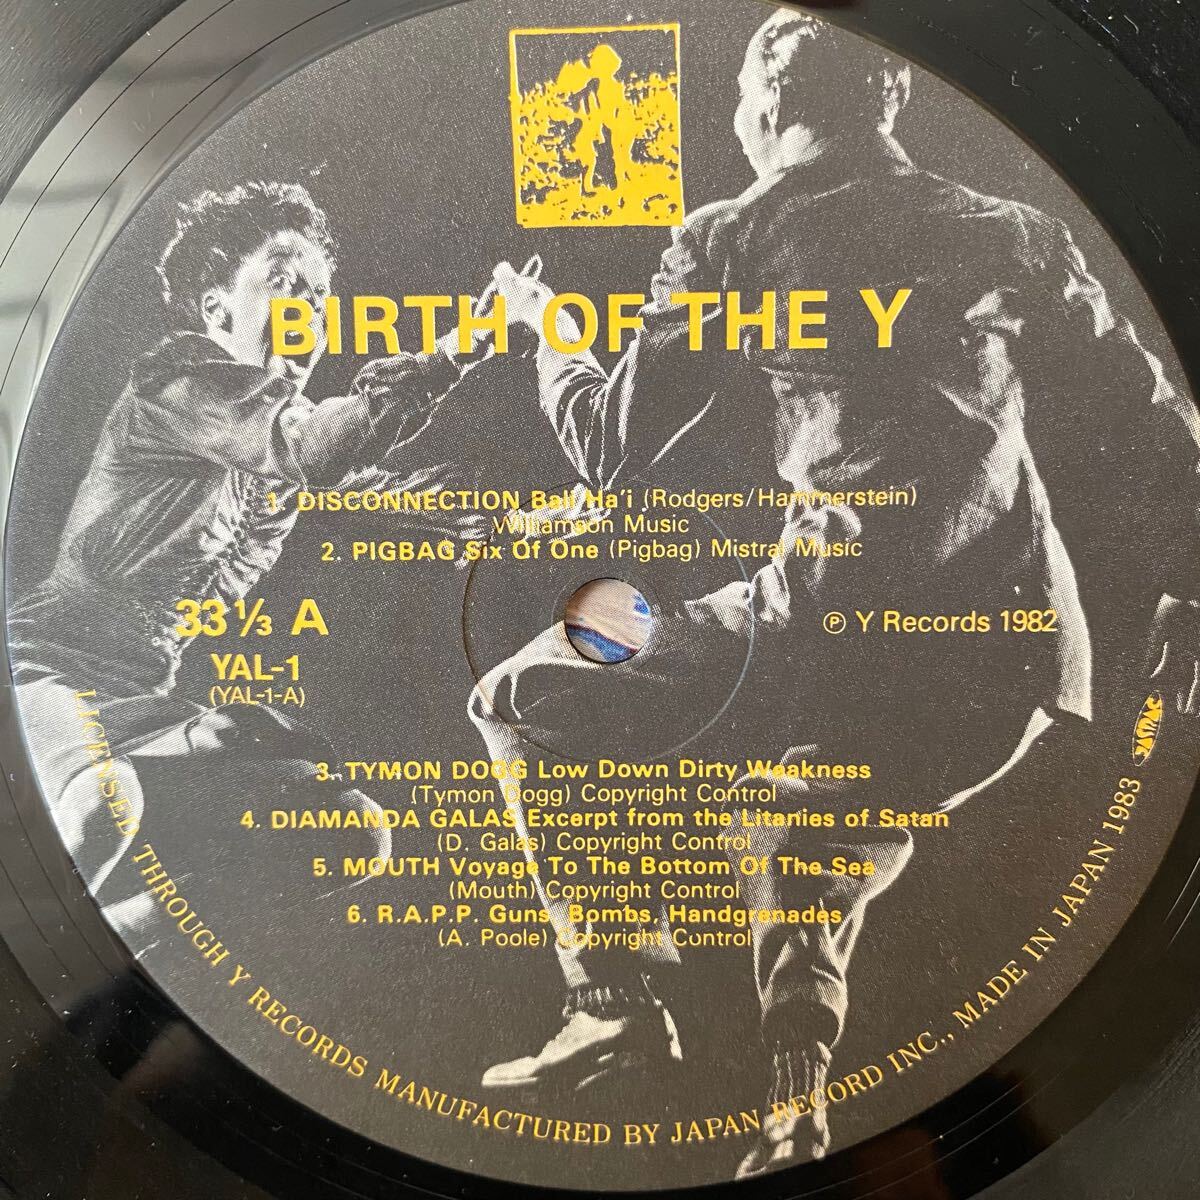 BIRTH OF THE Y
1. DISCONNECTION Bali Ha'i (Rodgers/Hammerstein)
Williamson Music
2. PIGBAG Six Of One (Pigbag) Mistral Music
33 1/3 A
YAL-1
(YAL-1-A)
Ⓟ Y Records 1982
3. TYMON DOGG Low Down Dirty Weakness
(Tymon Dogg) Copyright Control
4. DIAMANDA GALAS Excerpt from the Litanies of Satan
(D. Galas) Copyright Control
5. MOUTH Voyage To The Bottom Of The Sea
(Mouth) Copyright Control
6. R.A.P.P. Guns, Bombs, Handgrenades
(A. Poole) Copyright Control
LICENSED THROUGH Y RECORDS MANUFACTURED BY JAPAN RECORD INC., MADE IN JAPAN 1983